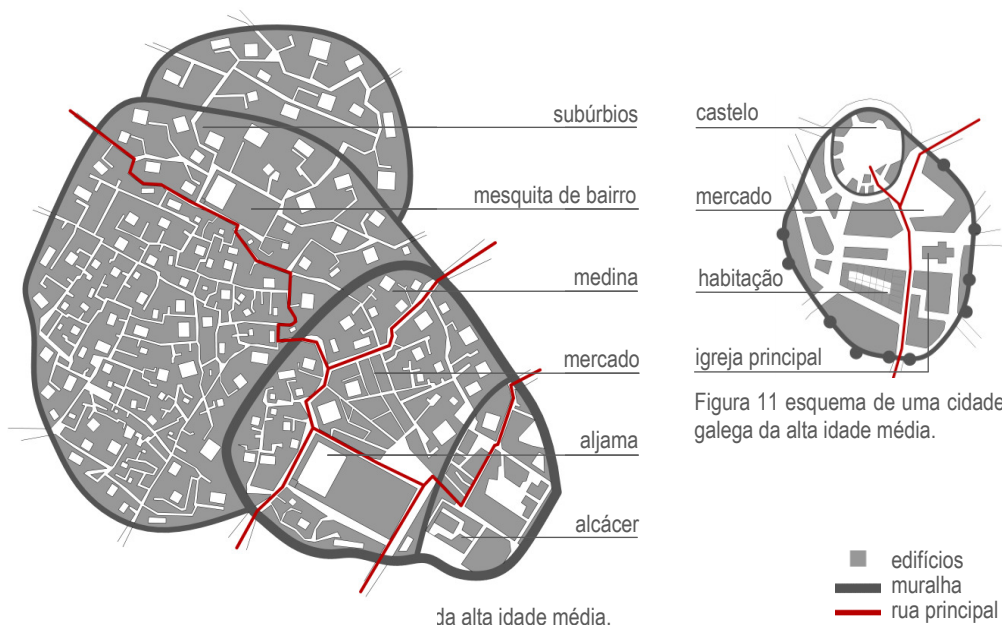 subúrbios
mesquita de bairro
medina
mercado
aljama
alcácer
da alta idade média.
castelo
mercado
habitação
igreja principal
Figura 11 esquema de uma cidade
galega da alta idade média.
edifícios
muralha
rua principal